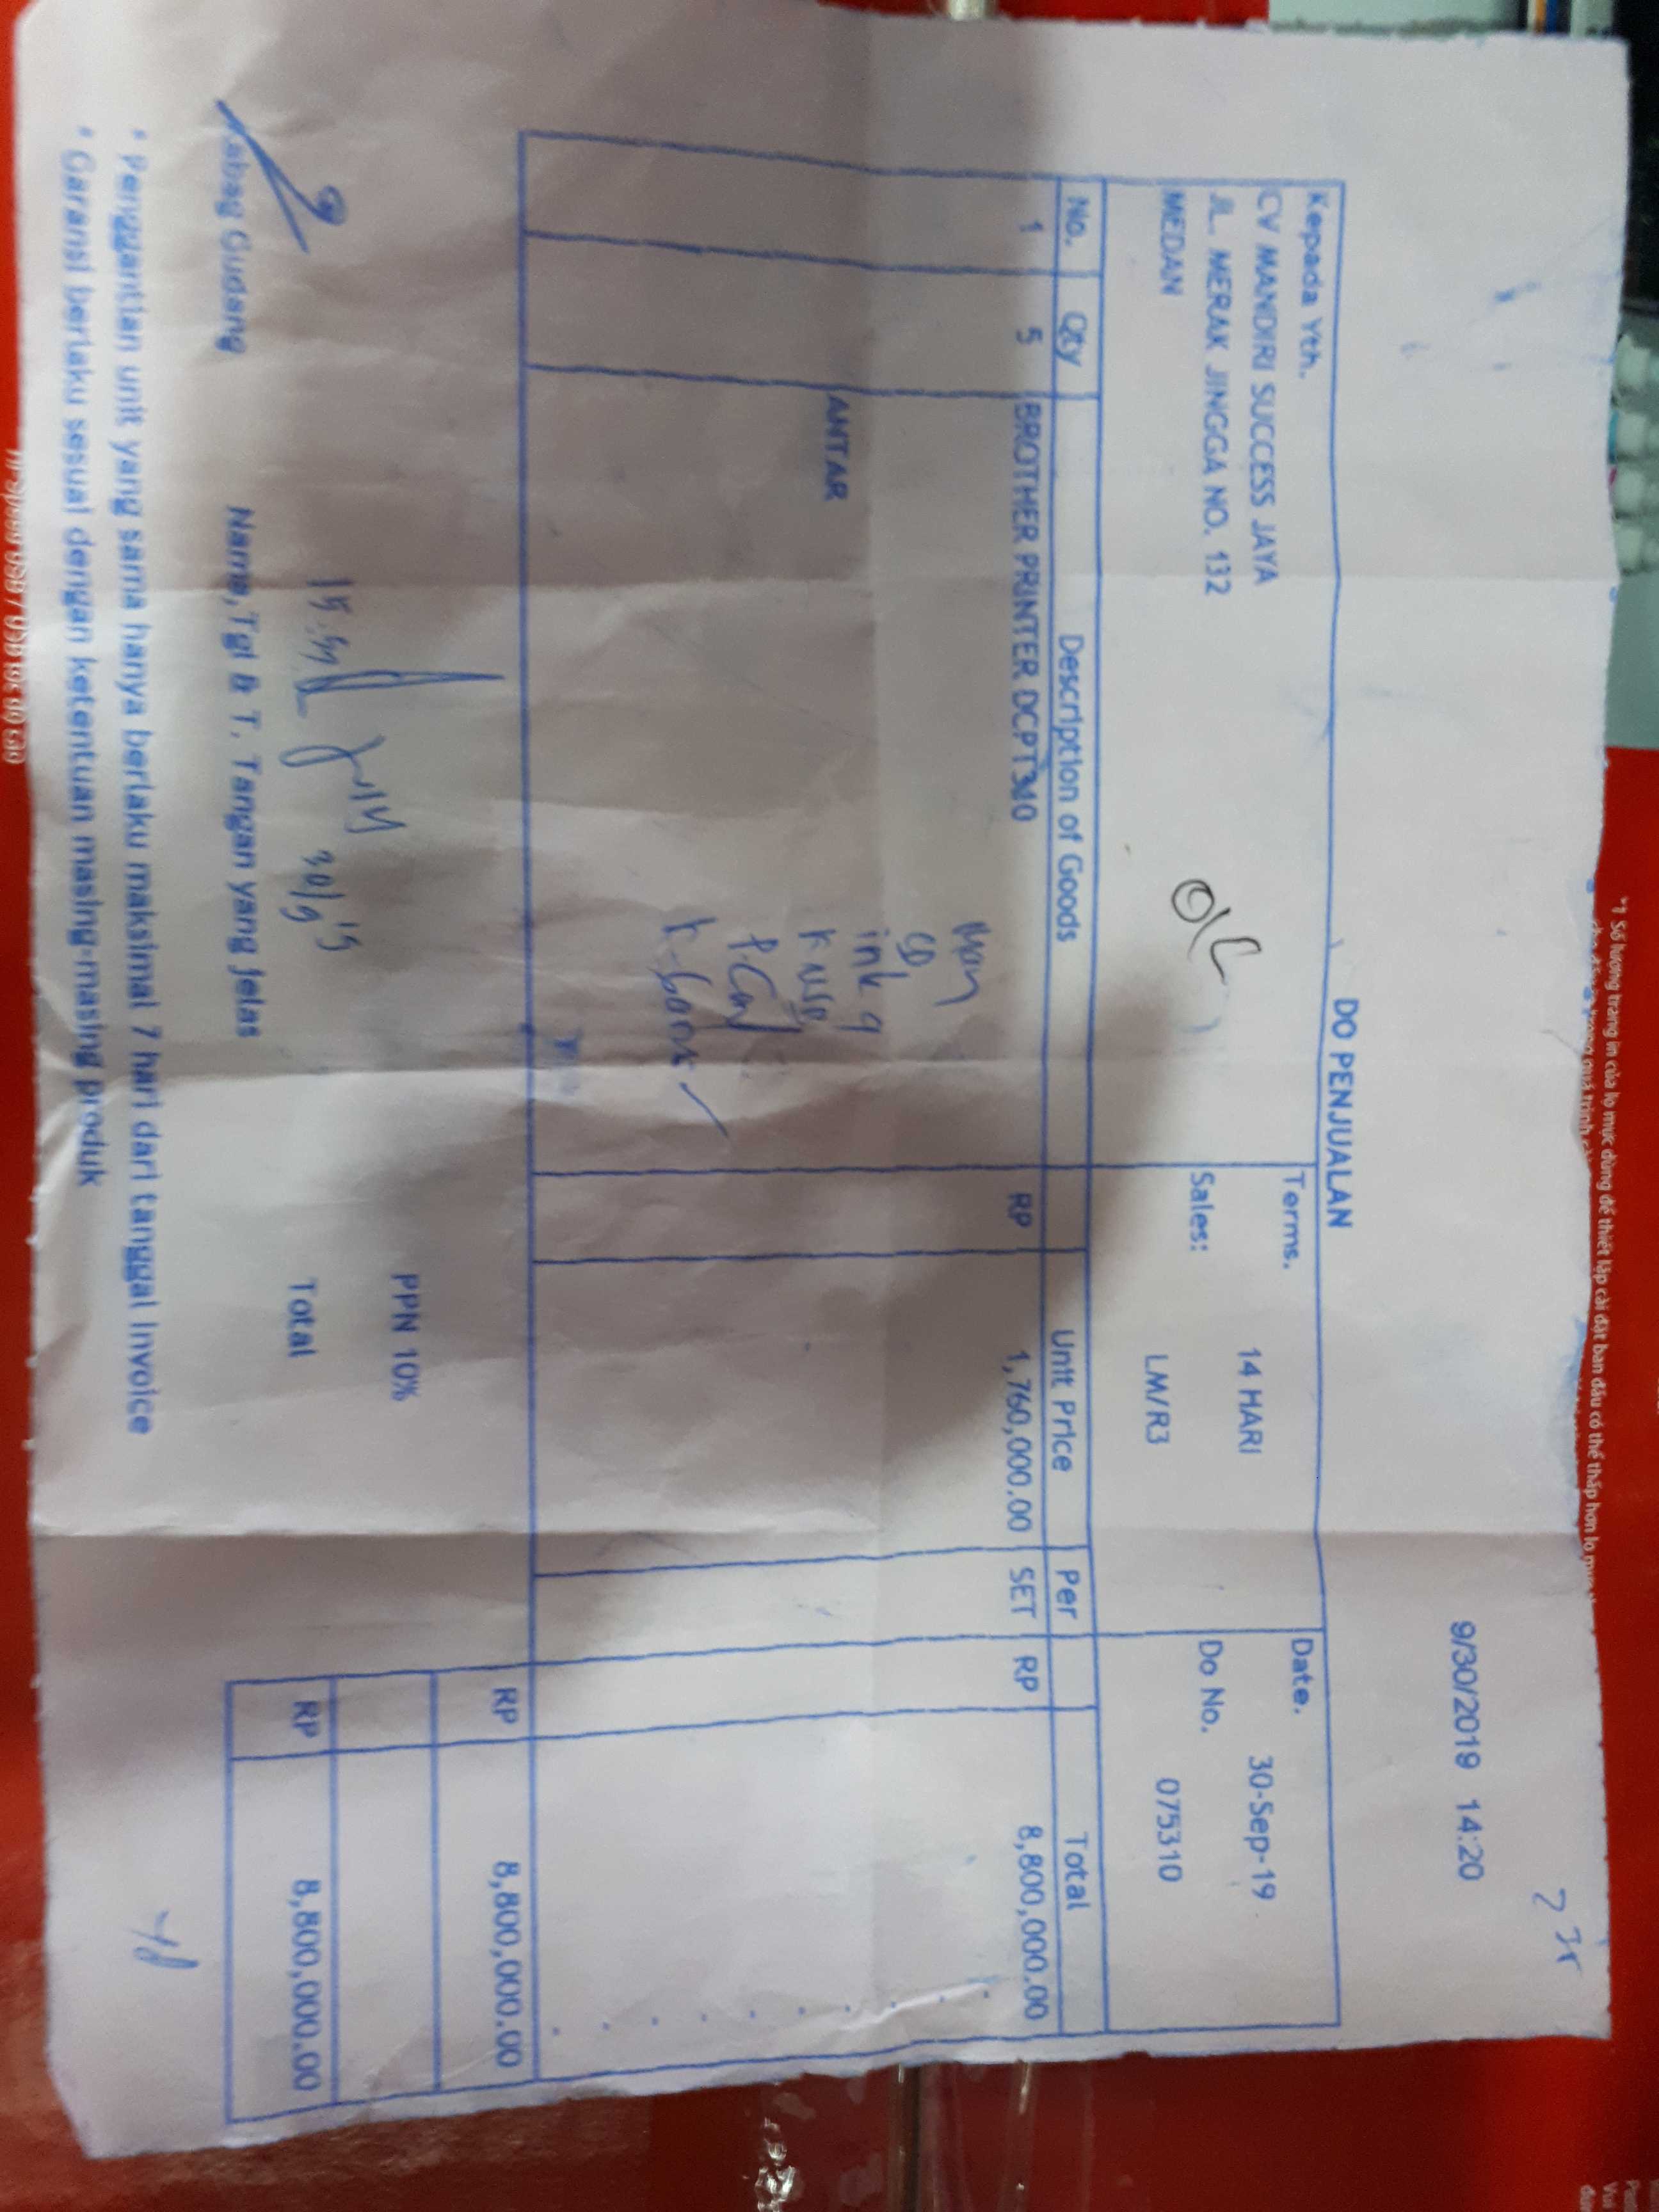 9/30/2019 14:20
DO PENJUALAN
Kepada Yth.
CV MANDIRI SUCCESS JAYA
JL. MERAK JINGGA NO. 132
MEDAN
Terms.
14 HARI
Sales:
LM/R3
Date.
30-Sep-19
Do No.
075310
No. Qty Description of Goods Unit Price Per Total
1 5 BROTHER PRINTER RP 1,760,000.00 SET RP 8,800,000.00
ANTAR
CD
ink
RP 8,800,000.00
PPN 10%
Total RP 8,800,000.00
30/9 '19
Kabag Gudang
Nama,Tgl & T. Tangan yang jelas
* Penggantian unit yang sama hanya berlaku maksimal 7 hari dari tanggal Invoice
* Garansi berlaku sesuai dengan ketentuan masing-masing produk